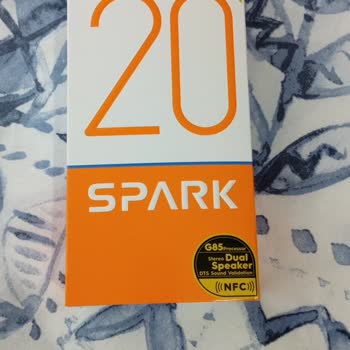 20
SPARK
G85 Processor
Stereo Dual
Speaker
DTS Sound Validation
NFC